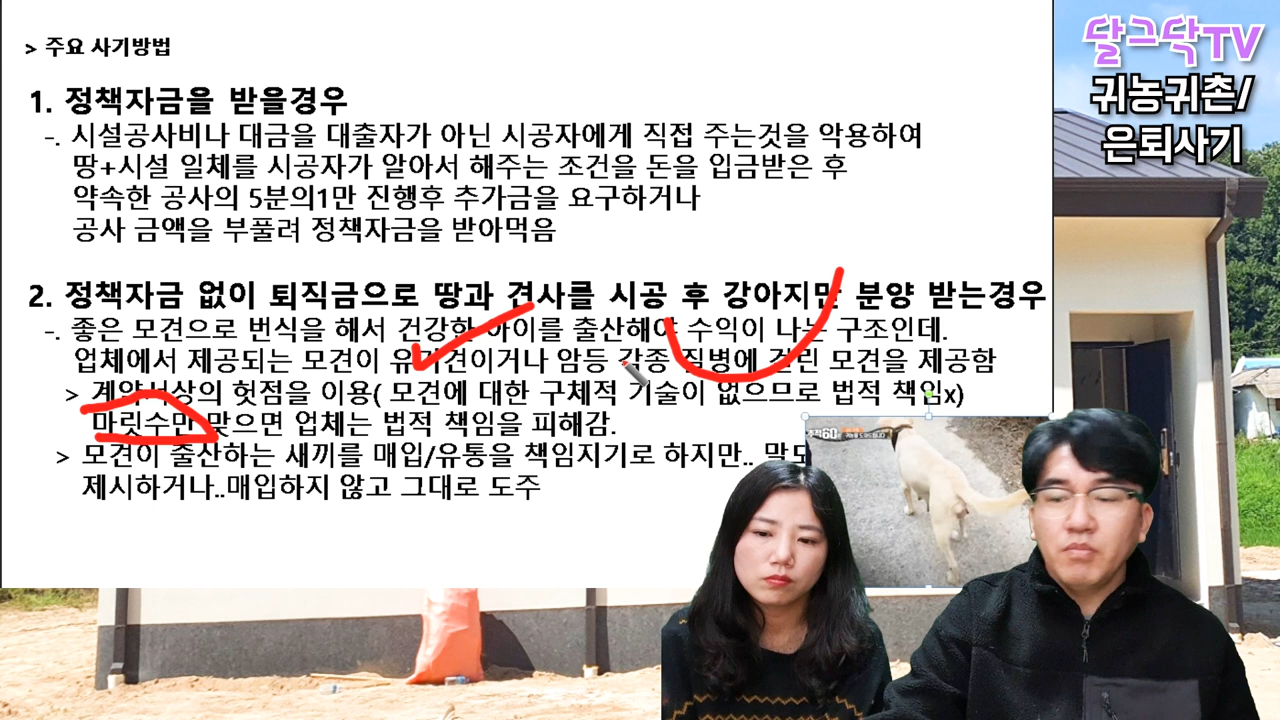 > 주요 사기방법
1. 정책자금을 받을경우
-. 시설공사비나 대금을 대출자가 아닌 시공자에게 직접 주는것을 악용하여
땅+시설 일체를 시공자가 알아서 해주는 조건을 돈을 입금받은 후
약속한 공사의 5분의1만 진행후 추가금을 요구하거나
공사 금액을 부풀려 정책자금을 받아먹음
2. 정책자금 없이 퇴직금으로 땅과 견사를 시공 후 강아지만 분양 받는경우
-. 좋은 모견으로 번식을 해서 건강한 아이를 출산해야 수익이 나는 구조인데.
업체에서 제공되는 모견이 유기견이거나 암등 각종 질병에 걸린 모견을 제공함
> 계약서상의 헛점을 이용( 모견에 대한 구체적 기술이 없으므로 법적 책임x)
마릿수만 맞으면 업체는 법적 책임을 피해감.
> 모견이 출산하는 새끼를 매입/유통을 책임지기로 하지만..
제시하거나..매입하지 않고 그대로 도주
달그닥TV
귀농귀촌/
은퇴사기
추적60